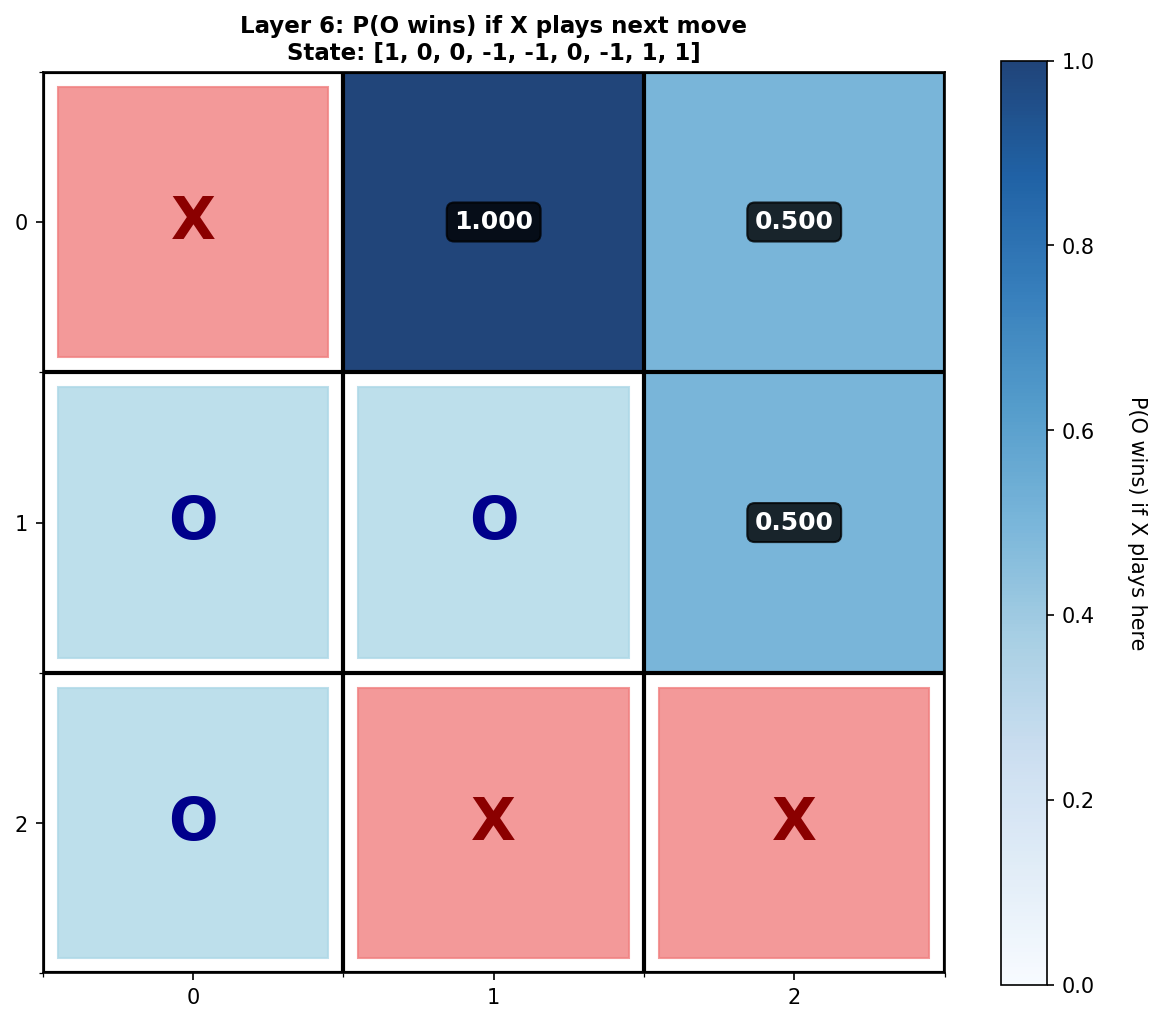 Layer 6: P(O wins) if X plays next move
State: [1, 0, 0, -1, -1, 0, -1, 1, 1]
0
X
1.000
0.500
1
O
O
0.500
2
O
X
X
0
1
2
1.0
0.8
0.6
0.4
0.2
0.0
P(O wins) if X plays here